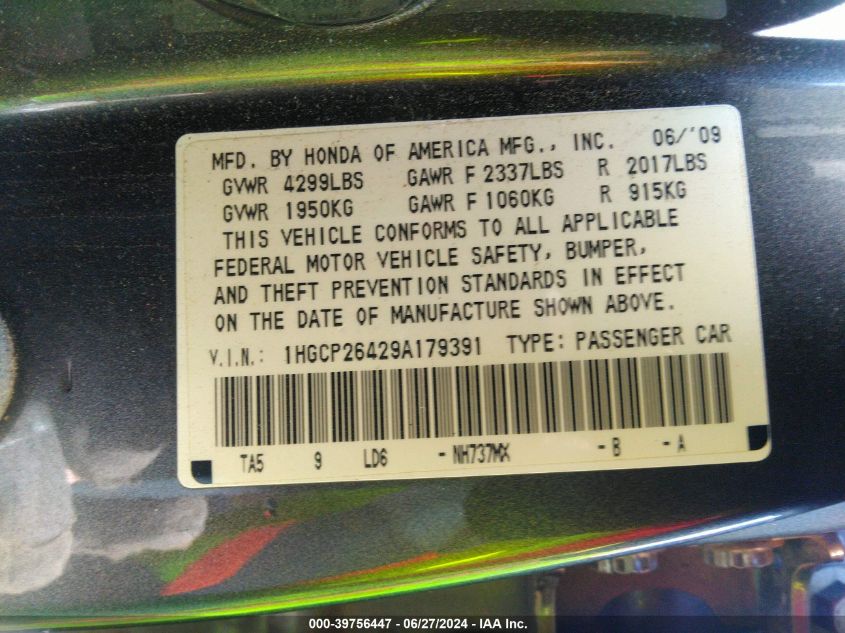 MFD. BY HONDA OF AMERICA MFG., INC. 06/'09
GVWR 4299LBS GAWR F 2337LBS R 2017LBS
GVWR 1950KG GAWR F 1060KG R 915KG
THIS VEHICLE CONFORMS TO ALL APPLICABLE
FEDERAL MOTOR VEHICLE SAFETY, BUMPER,
AND THEFT PREVENTION STANDARDS IN EFFECT
ON THE DATE OF MANUFACTURE SHOWN ABOVE.
V.I.N.: 1HGCP26429A179391 TYPE: PASSENGER CAR
TA5 9 LD6 -NH737MX -B -A
000-39756447 - 06/27/2024 - IAA Inc.